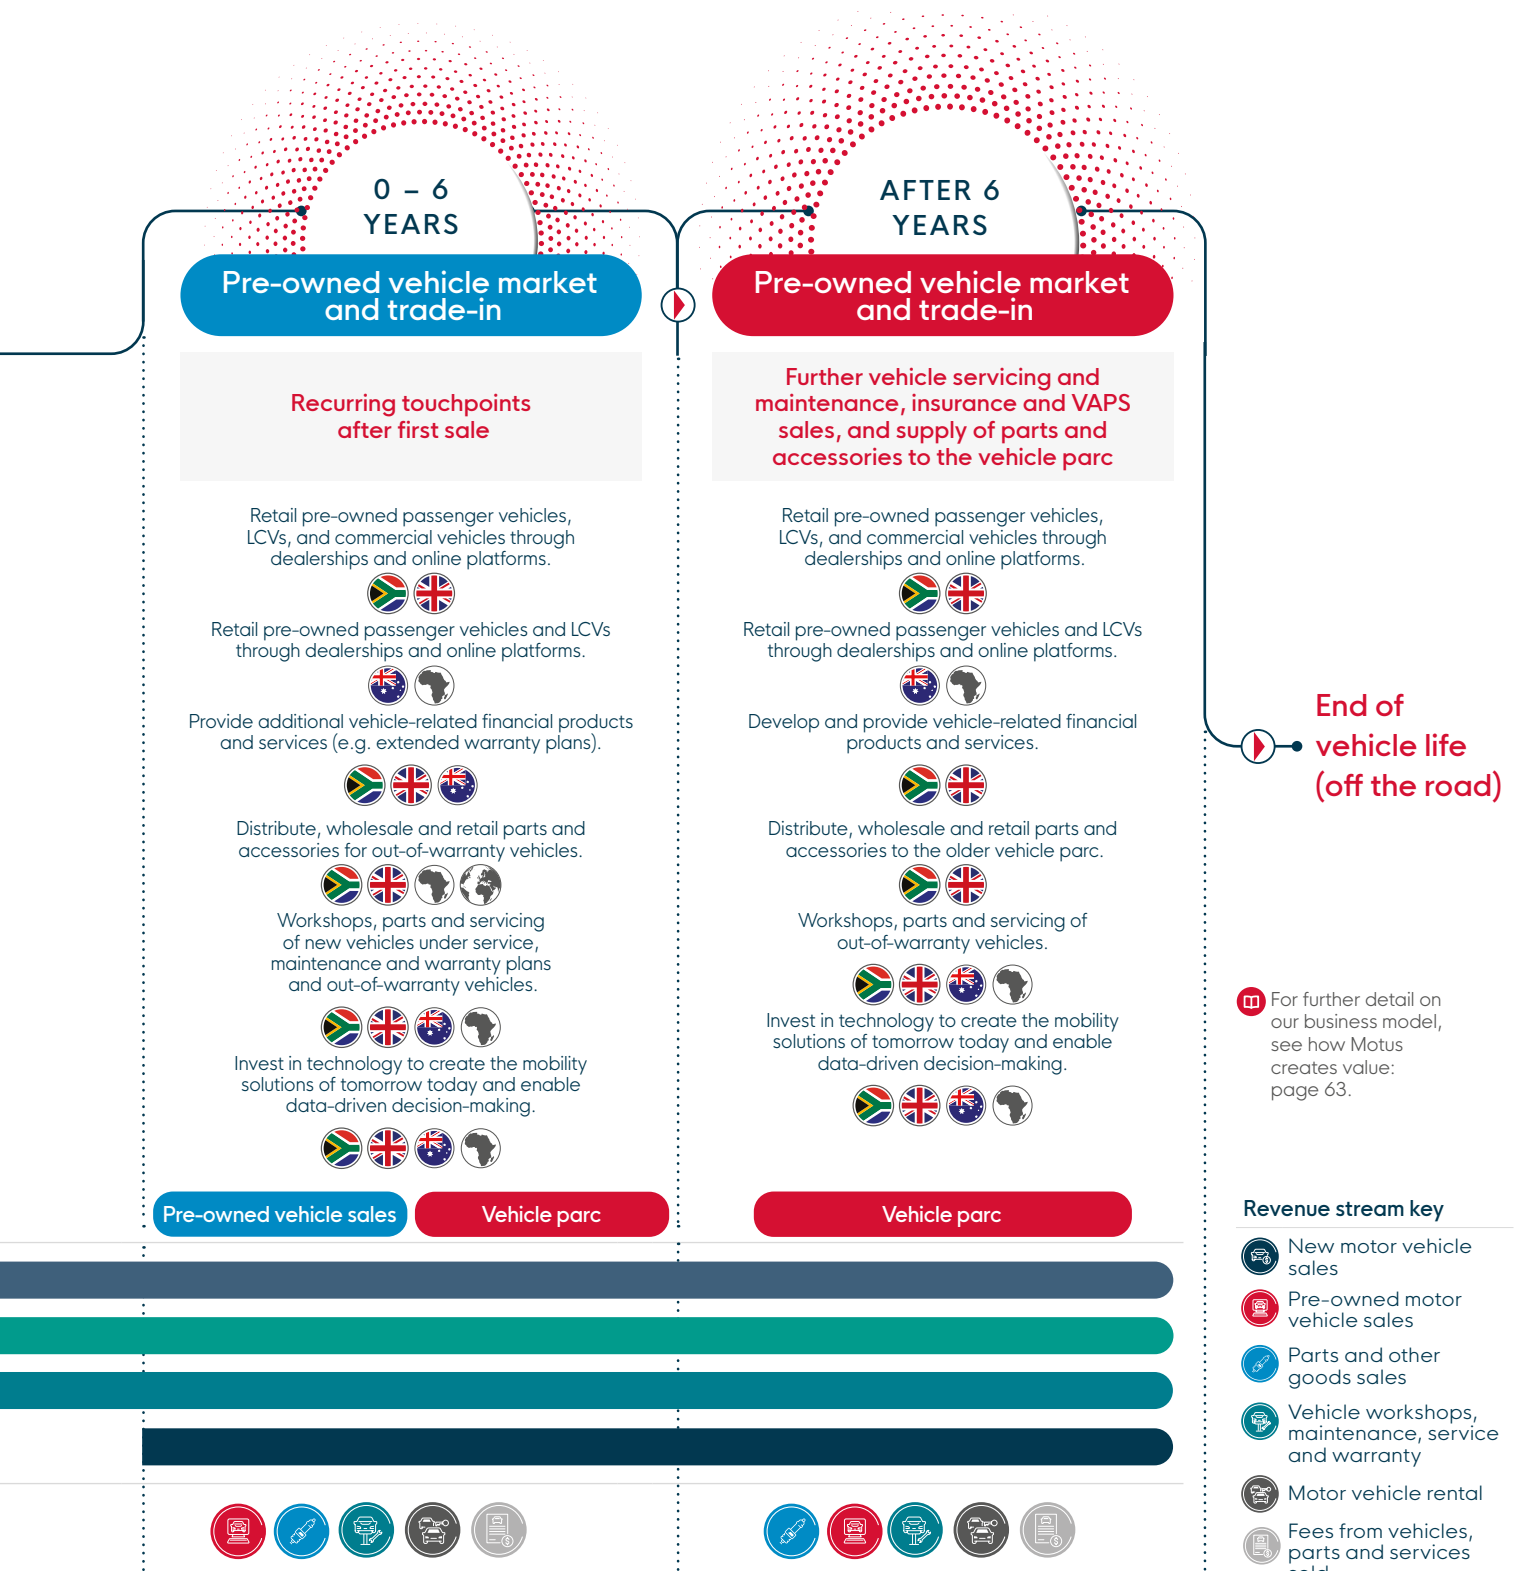 0 – 6
YEARS
Pre-owned vehicle market
and trade-in
Recurring touchpoints
after first sale
Retail pre-owned passenger vehicles,
LCVs, and commercial vehicles through
dealerships and online platforms.
Retail pre-owned passenger vehicles and LCVs
through dealerships and online platforms.
Provide additional vehicle-related financial products
and services (e.g. extended warranty plans).
Distribute, wholesale and retail parts and
accessories for out-of-warranty vehicles.
Workshops, parts and servicing
of new vehicles under service,
maintenance and warranty plans
and out-of-warranty vehicles.
Invest in technology to create the mobility
solutions of tomorrow today and enable
data-driven decision-making.
Pre-owned vehicle sales
Vehicle parc
AFTER 6
YEARS
Pre-owned vehicle market
and trade-in
Further vehicle servicing and
maintenance, insurance and VAPS
sales, and supply of parts and
accessories to the vehicle parc
Retail pre-owned passenger vehicles,
LCVs, and commercial vehicles through
dealerships and online platforms.
Retail pre-owned passenger vehicles and LCVs
through dealerships and online platforms.
Develop and provide vehicle-related financial
products and services.
Distribute, wholesale and retail parts and
accessories to the older vehicle parc.
Workshops, parts and servicing of
out-of-warranty vehicles.
Invest in technology to create the mobility
solutions of tomorrow today and enable
data-driven decision-making.
Vehicle parc
End of
vehicle life
(off the road)
For further detail on
our business model,
see how Motus
creates value:
page 63.
Revenue stream key
New motor vehicle
sales
Pre-owned motor
vehicle sales
Parts and other
goods sales
Vehicle workshops,
maintenance, service
and warranty
Motor vehicle rental
Fees from vehicles,
parts and services